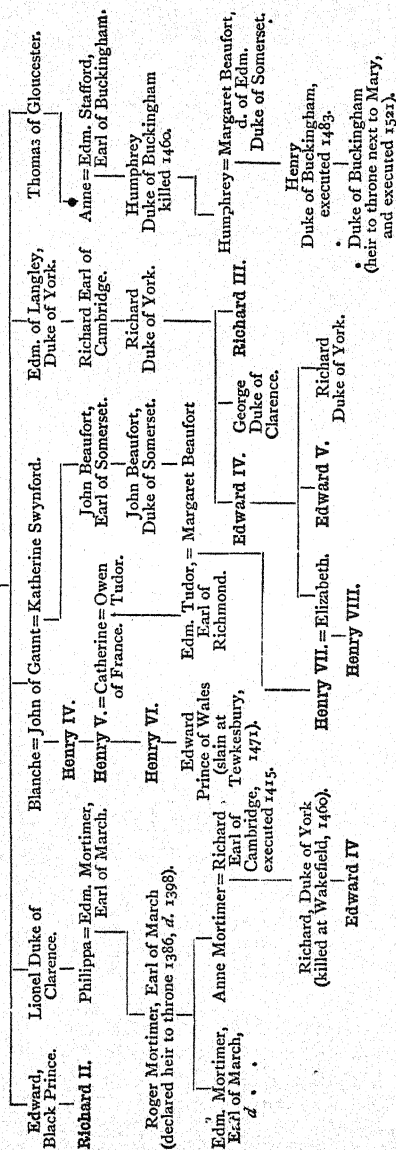 Edward,
Black Prince.
Richard II.
Lionel Duke of
Clarence.
Philippa=Edm. Mortimer,
Earl of March.
Roger Mortimer, Earl of March
(declared heir to throne 1386, d. 1398).
Edm. Mortimer,
Earl of March,
d
Anne Mortimer=Richard
Earl of
Cambridge,
executed 1415.
Richard, Duke of York
(killed at Wakefield, 1460).
Edward IV
Blanche=John of Gaunt=Katherine Swynford.
Henry IV.
Henry V.=Catherine=Owen
of France. Tudor.
Henry VI.
Edward
Prince of Wales
(slain at
Tewkesbury,
1471).
John Beaufort,
Earl of Somerset.
John Beaufort,
Duke of Somerset.
Edm. Tudor,= Margaret Beaufort
Earl of
Richmond.
Edm. of Langley,
Duke of York.
Richard Earl of
Cambridge.
Richard
Duke of York.
Edward IV.
George
Duke of
Clarence.
Richard III.
Henry VII.=Elizabeth.
Edward V.
Richard
Duke of York.
Henry VIII.
Thomas of Gloucester.
Anne=Edm. Stafford,
Earl of Buckingham.
Humphrey
Duke of Buckingham
killed 1460.
Humphrey=Margaret Beaufort,
d. of Edm.
Duke of Somerset.
Henry
Duke of Buckingham,
executed 1483.
Duke of Buckingham
(heir to throne next to Mary,
and executed 1521).